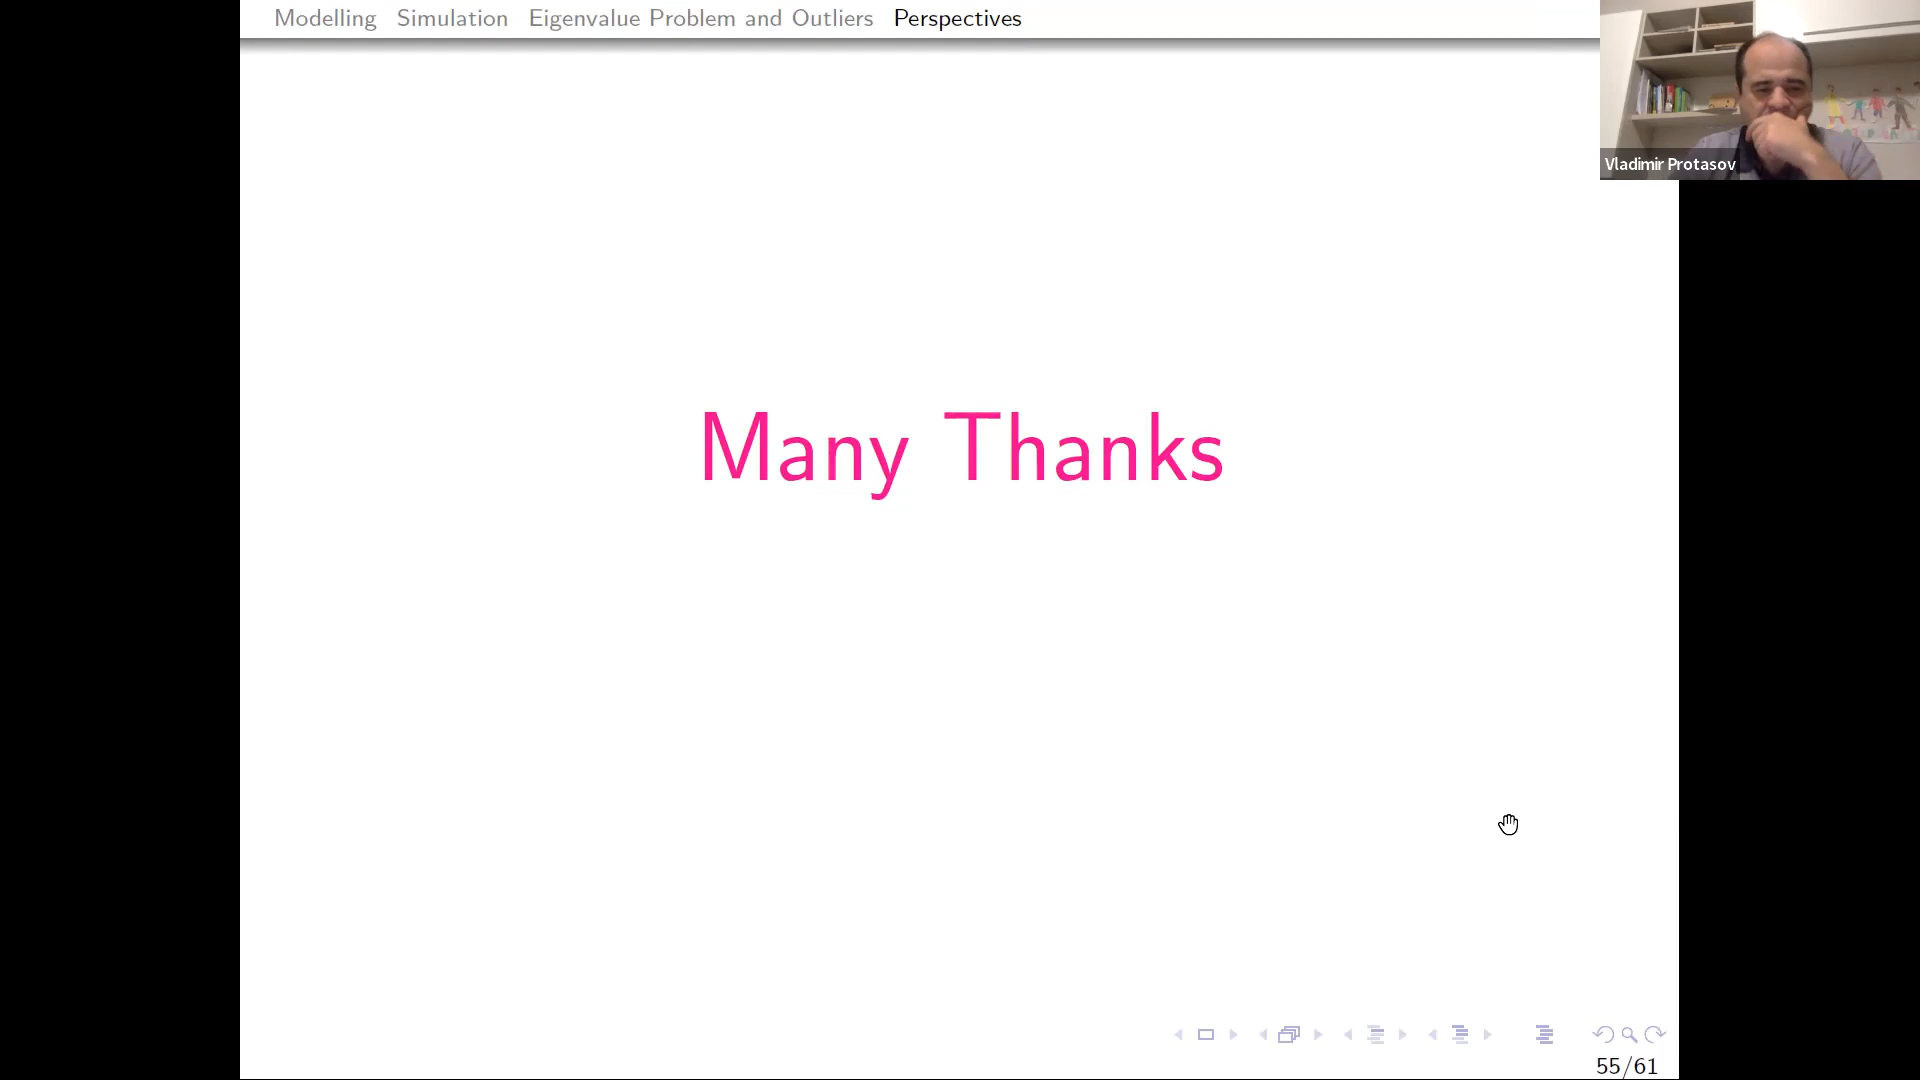 Modelling Simulation Eigenvalue Problem and Outliers Perspectives
Vladimir Protasov
Many Thanks
55/61